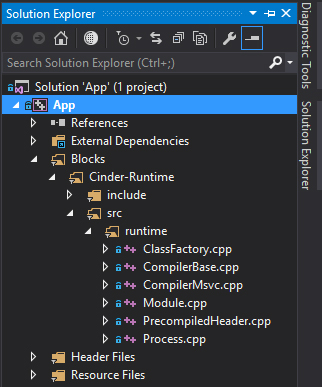 Solution Explorer
Search Solution Explorer (Ctrl+;)
Solution 'App' (1 project)
App
References
External Dependencies
Blocks
Cinder-Runtime
include
src
runtime
ClassFactory.cpp
CompilerBase.cpp
CompilerMsvc.cpp
Module.cpp
PrecompiledHeader.cpp
Process.cpp
Header Files
Resource Files
Diagnostic Tools
Solution Explorer